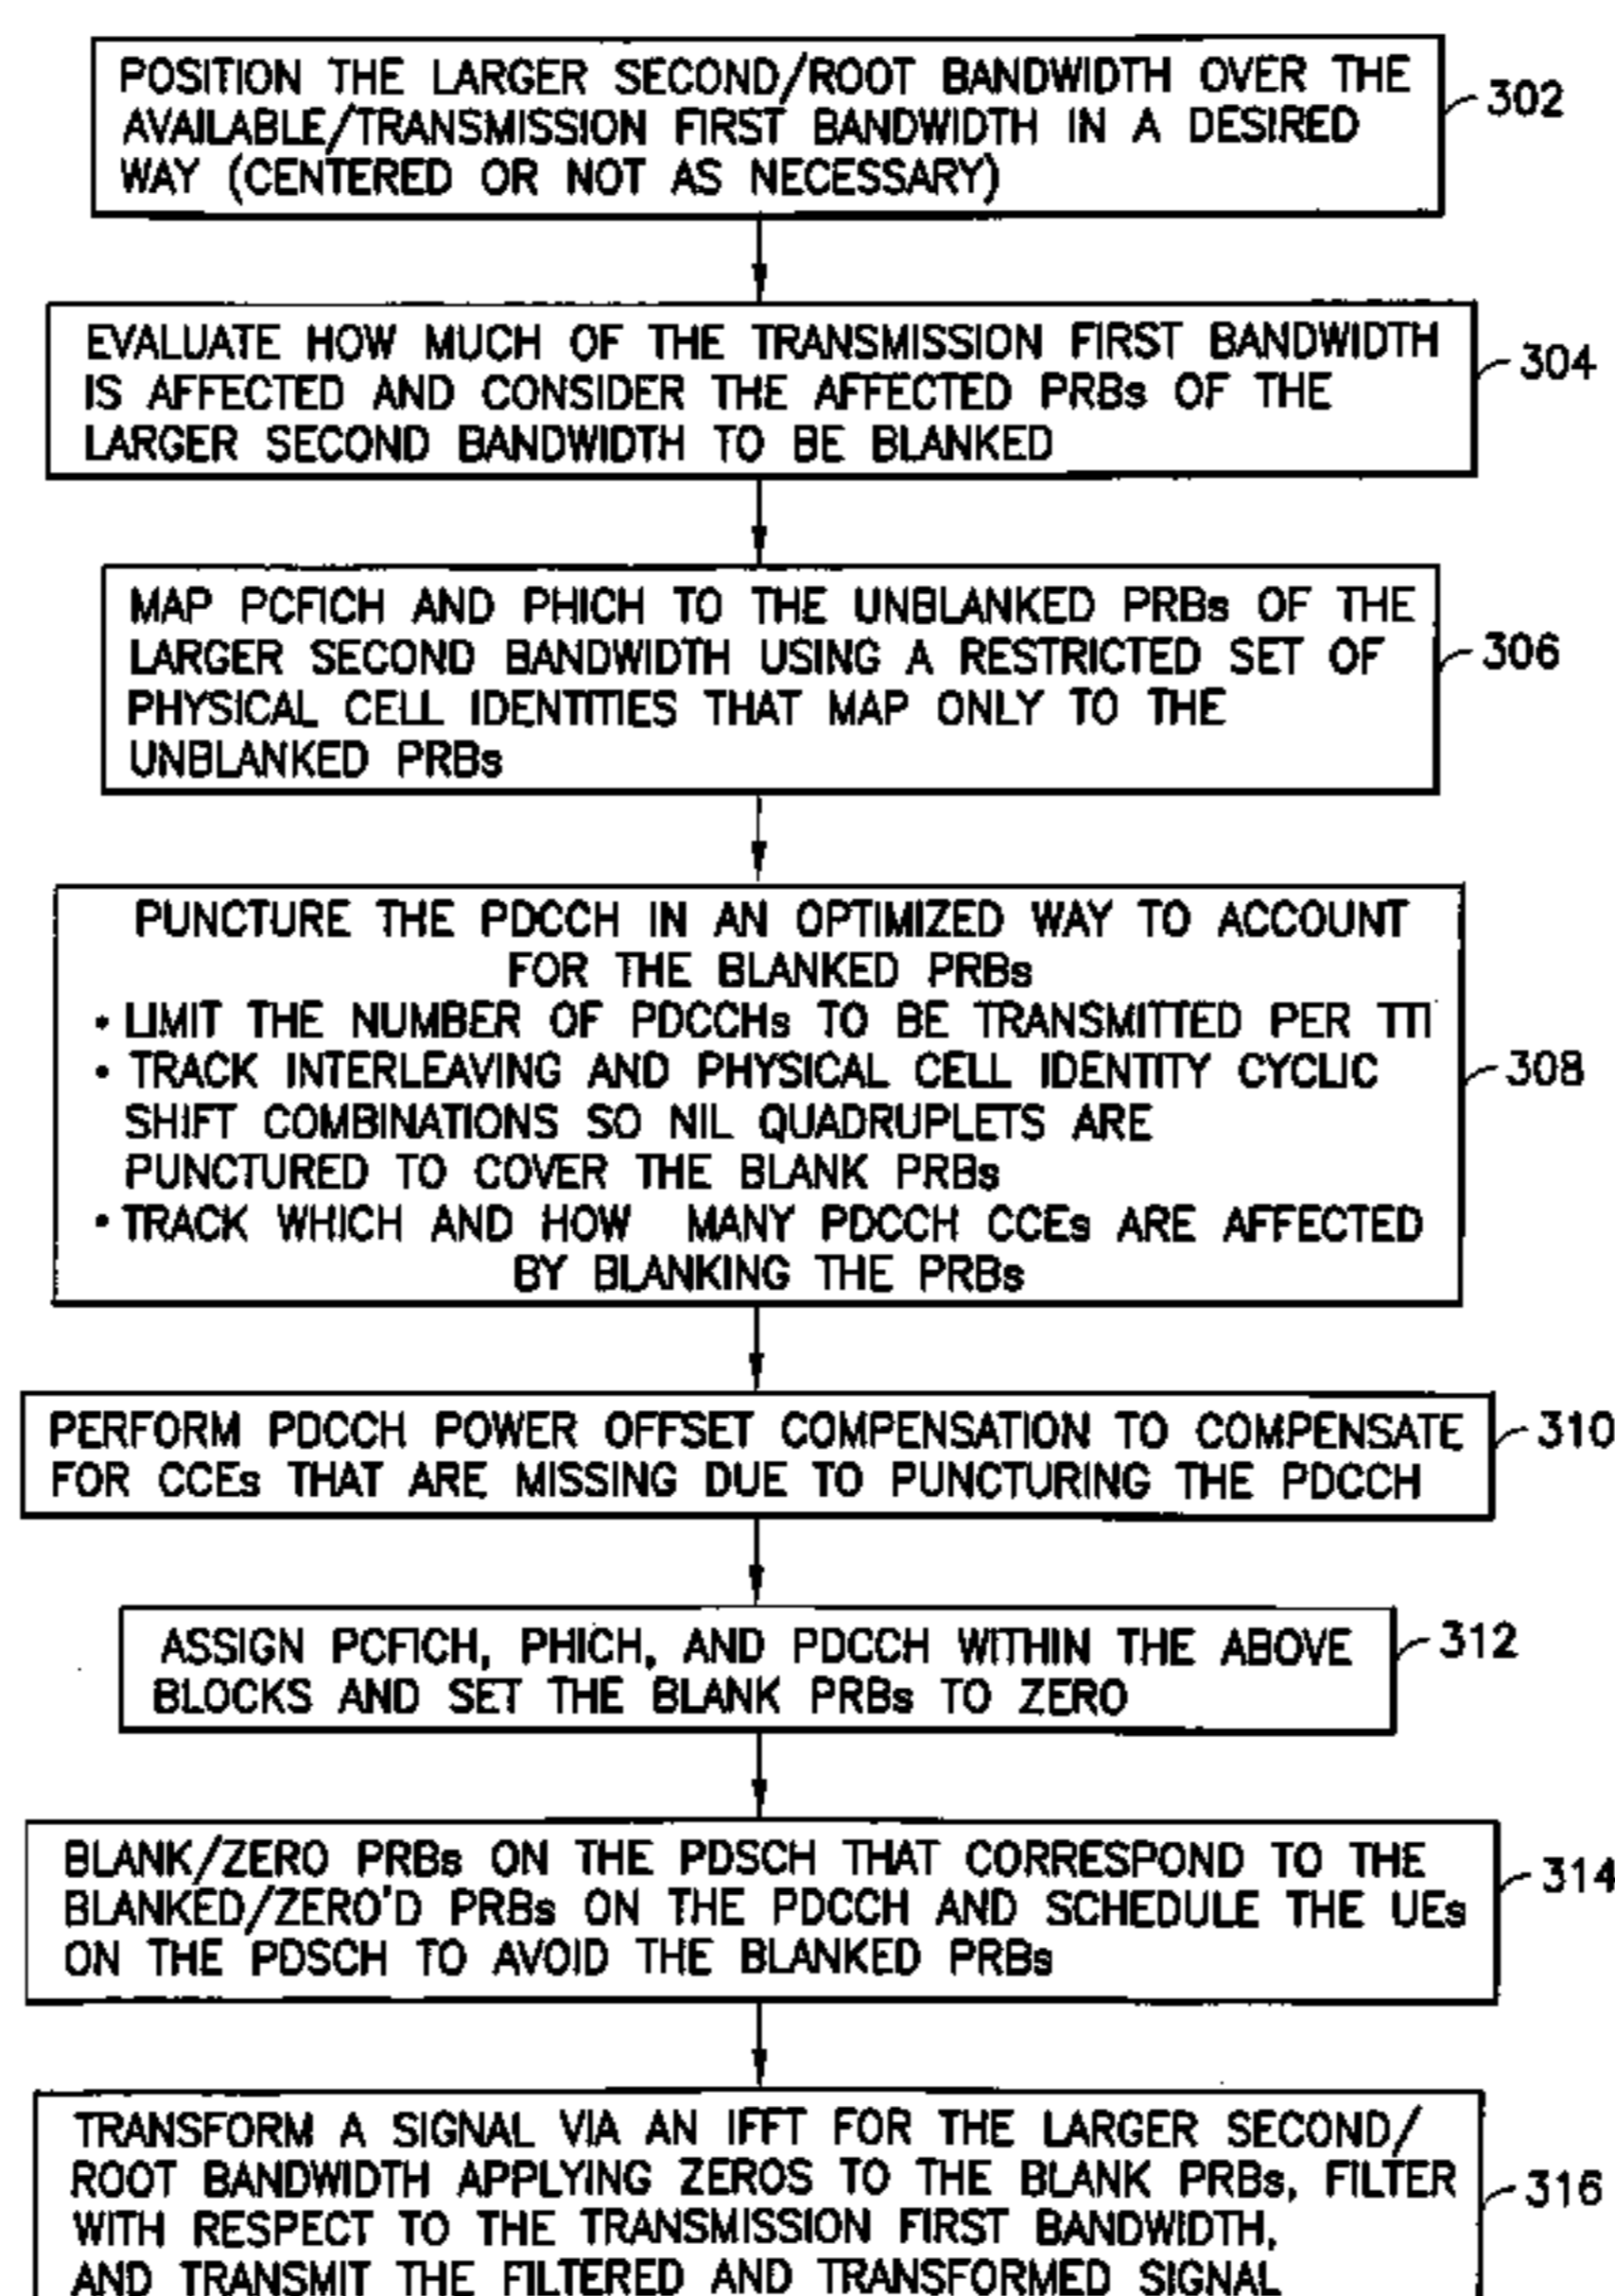 POSITION THE LARGER SECOND/ROOT BANDWIDTH OVER THE
AVAILABLE/TRANSMISSION FIRST BANDWIDTH IN A DESIRED
WAY (CENTERED OR NOT AS NECESSARY)
302
EVALUATE HOW MUCH OF THE TRANSMISSION FIRST BANDWIDTH
IS AFFECTED AND CONSIDER THE AFFECTED PRBs OF THE
LARGER SECOND BANDWIDTH TO BE BLANKED
304
MAP PCFICH AND PHICH TO THE UNBLANKED PRBs OF THE
LARGER SECOND BANDWIDTH USING A RESTRICTED SET OF
PHYSICAL CELL IDENTITIES THAT MAP ONLY TO THE
UNBLANKED PRBs
306
PUNCTURE THE PDCCH IN AN OPTIMIZED WAY TO ACCOUNT
FOR THE BLANKED PRBs
• LIMIT THE NUMBER OF PDCCHs TO BE TRANSMITTED PER TTI
• TRACK INTERLEAVING AND PHYSICAL CELL IDENTITY CYCLIC
SHIFT COMBINATIONS SO NIL QUADRUPLETS ARE
PUNCTURED TO COVER THE BLANK PRBs
• TRACK WHICH AND HOW MANY PDCCH CCEs ARE AFFECTED
BY BLANKING THE PRBs
308
PERFORM PDCCH POWER OFFSET COMPENSATION TO COMPENSATE
FOR CCEs THAT ARE MISSING DUE TO PUNCTURING THE PDCCH
310
ASSIGN PCFICH, PHICH, AND PDCCH WITHIN THE ABOVE
BLOCKS AND SET THE BLANK PRBs TO ZERO
312
BLANK/ZERO PRBs ON THE PDSCH THAT CORRESPOND TO THE
BLANKED/ZERO'D PRBs ON THE PDCCH AND SCHEDULE THE UEs
ON THE PDSCH TO AVOID THE BLANKED PRBs
314
TRANSFORM A SIGNAL VIA AN IFFT FOR THE LARGER SECOND/
ROOT BANDWIDTH APPLYING ZEROS TO THE BLANK PRBs, FILTER
WITH RESPECT TO THE TRANSMISSION FIRST BANDWIDTH,
AND TRANSMIT THE FILTERED AND TRANSFORMED SIGNAL
316